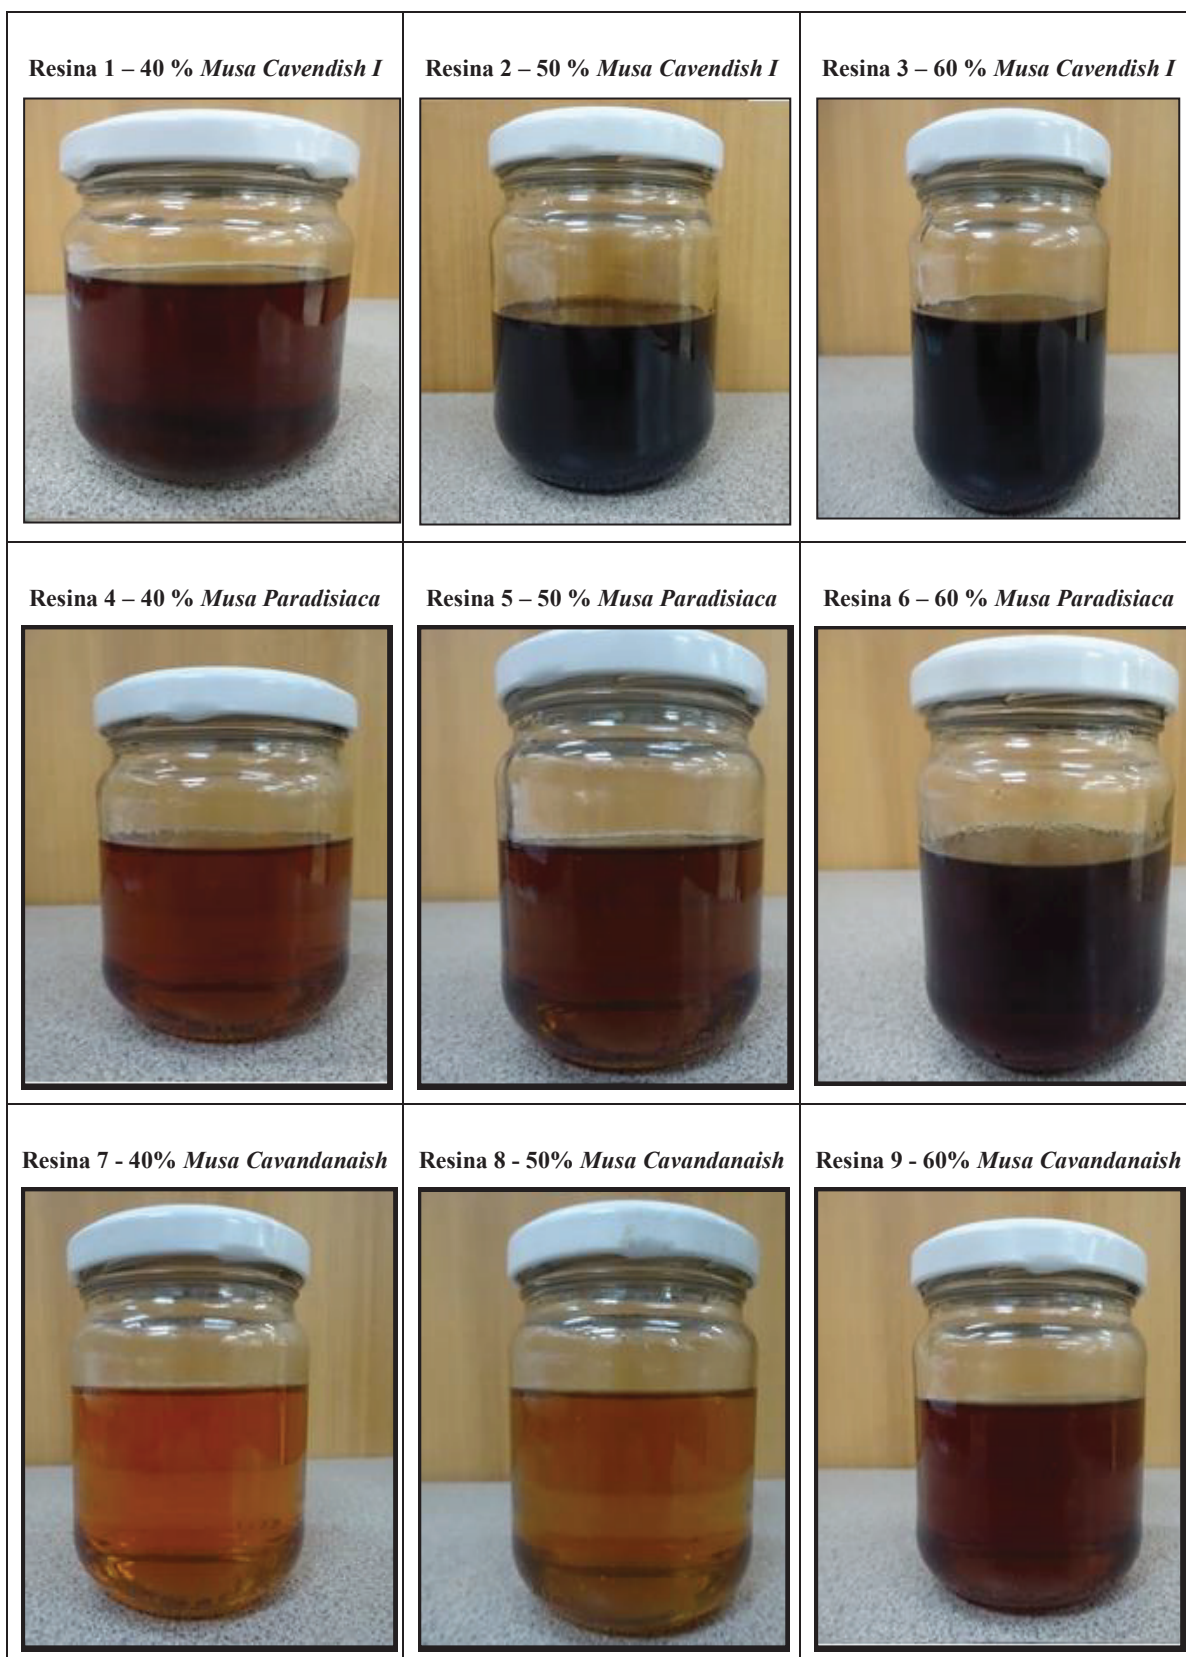 Resina 1 – 40 % Musa Cavendish I
Resina 2 – 50 % Musa Cavendish I
Resina 3 – 60 % Musa Cavendish I
Resina 4 – 40 % Musa Paradisiaca
Resina 5 – 50 % Musa Paradisiaca
Resina 6 – 60 % Musa Paradisiaca
Resina 7 - 40% Musa Cavandanaish
Resina 8 - 50% Musa Cavandanaish
Resina 9 - 60% Musa Cavandanaish